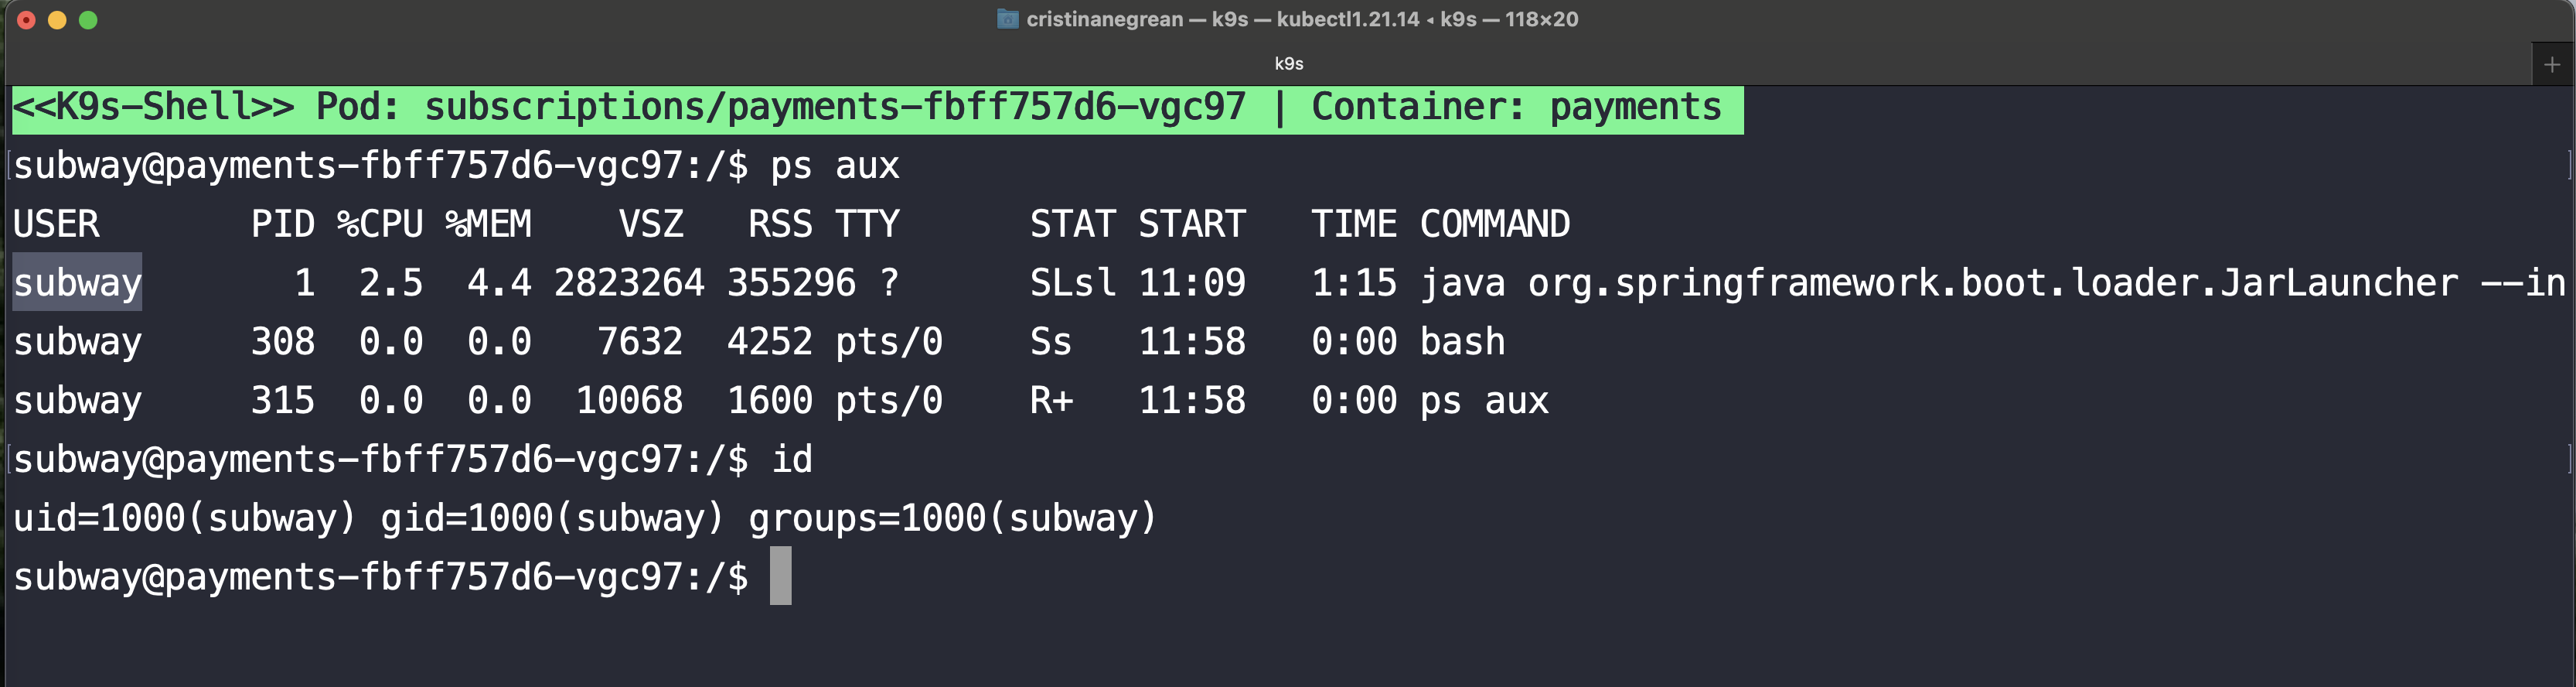 cristinanegrean — k9s — kubectl1.21.14 ◂ k9s — 118×20
k9s
<<K9s-Shell>> Pod: subscriptions/payments-fbff757d6-vgc97 | Container: payments
subway@payments-fbff757d6-vgc97:/$ ps aux
USER PID %CPU %MEM VSZ RSS TTY STAT START TIME COMMAND
subway 1 2.5 4.4 2823264 355296 ? SLsl 11:09 1:15 java org.springframework.boot.loader.JarLauncher --in
subway 308 0.0 0.0 7632 4252 pts/0 Ss 11:58 0:00 bash
subway 315 0.0 0.0 10068 1600 pts/0 R+ 11:58 0:00 ps aux
subway@payments-fbff757d6-vgc97:/$ id
uid=1000(subway) gid=1000(subway) groups=1000(subway)
subway@payments-fbff757d6-vgc97:/$